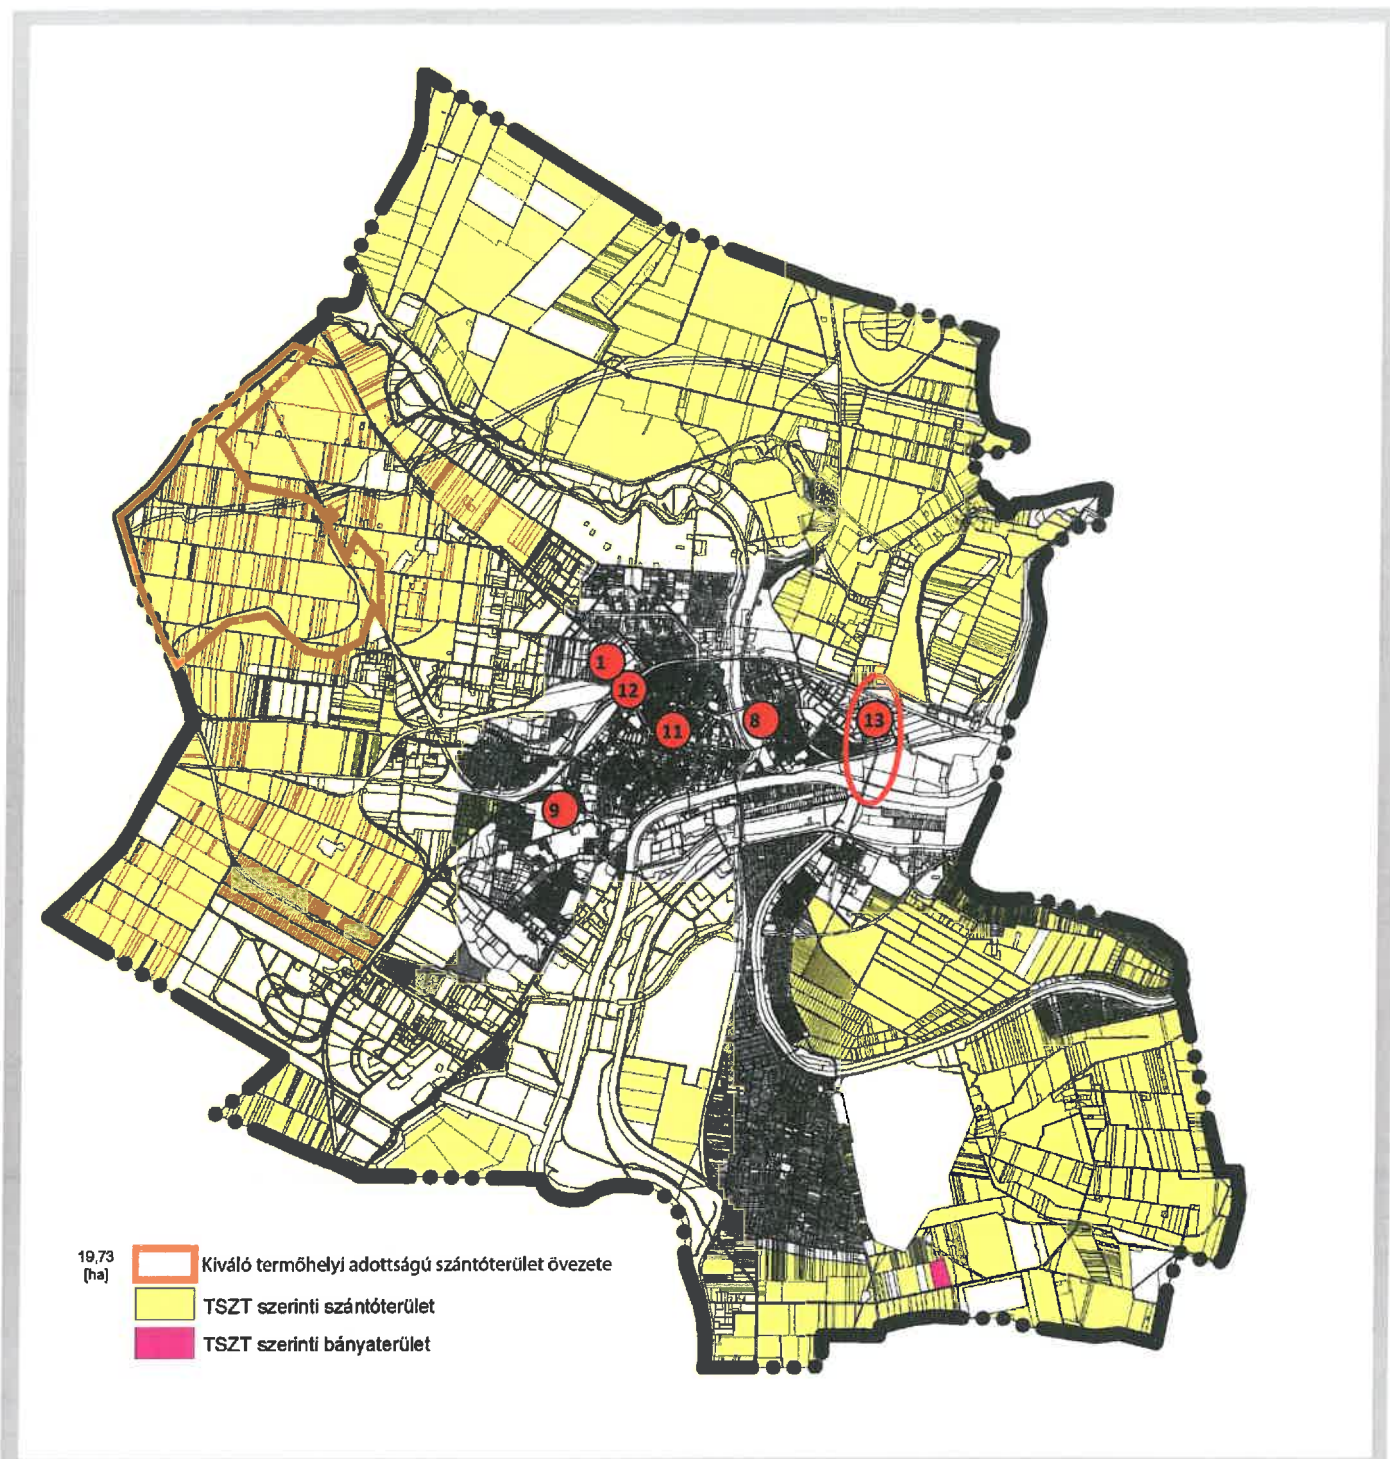 1
12
11
8
13
9
19,73
[ha]
Kiváló termőhelyi adottságú szántóterület övezete
TSZT szerinti szántóterület
TSZT szerinti bányaterület